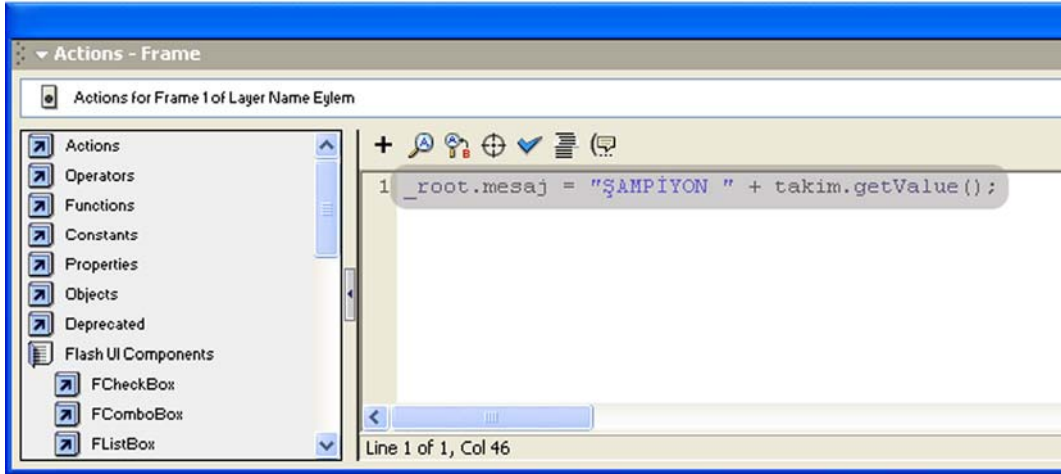 Actions - Frame
Actions for Frame 1 of Layer Name Eylem
Actions
Operators
Functions
Constants
Properties
Objects
Deprecated
Flash UI Components
FCheckBox
FComboBox
FListBox
1 _root.mesaj = "ŞAMPİYON " + takim.getValue();
Line 1 of 1, Col 46